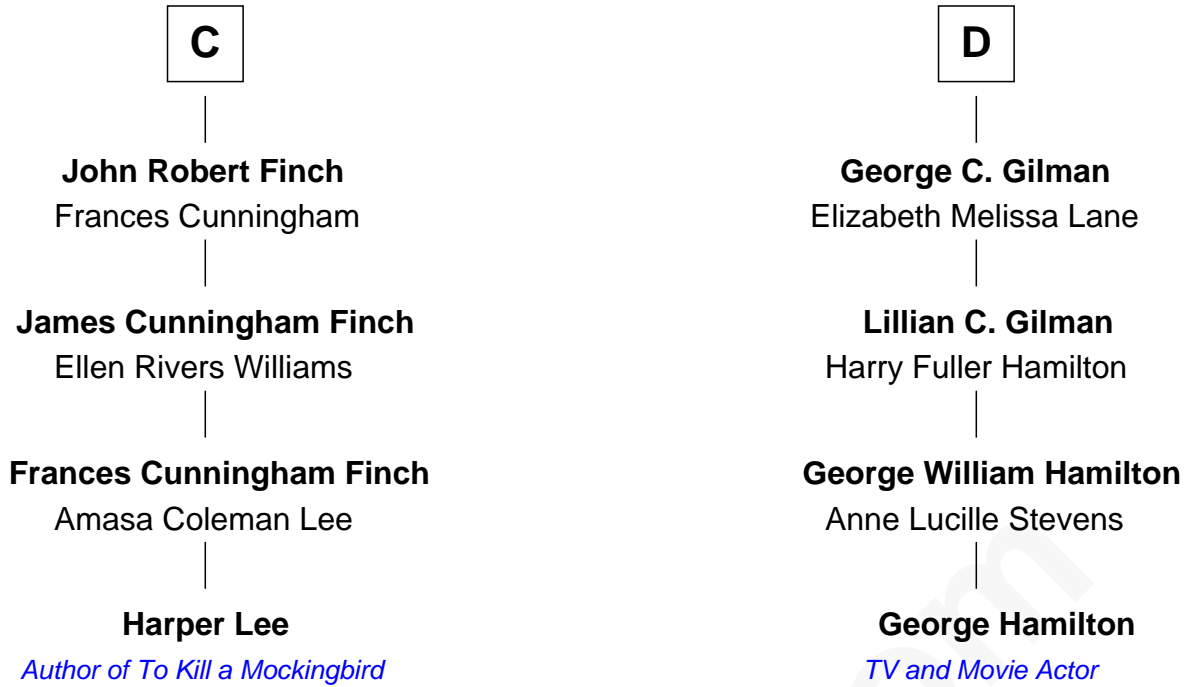 C
John Robert Finch
Frances Cunningham
James Cunningham Finch
Ellen Rivers Williams
Frances Cunningham Finch
Amasa Coleman Lee
Harper Lee
Author of To Kill a Mockingbird
D
George C. Gilman
Elizabeth Melissa Lane
Lillian C. Gilman
Harry Fuller Hamilton
George William Hamilton
Anne Lucille Stevens
George Hamilton
TV and Movie Actor